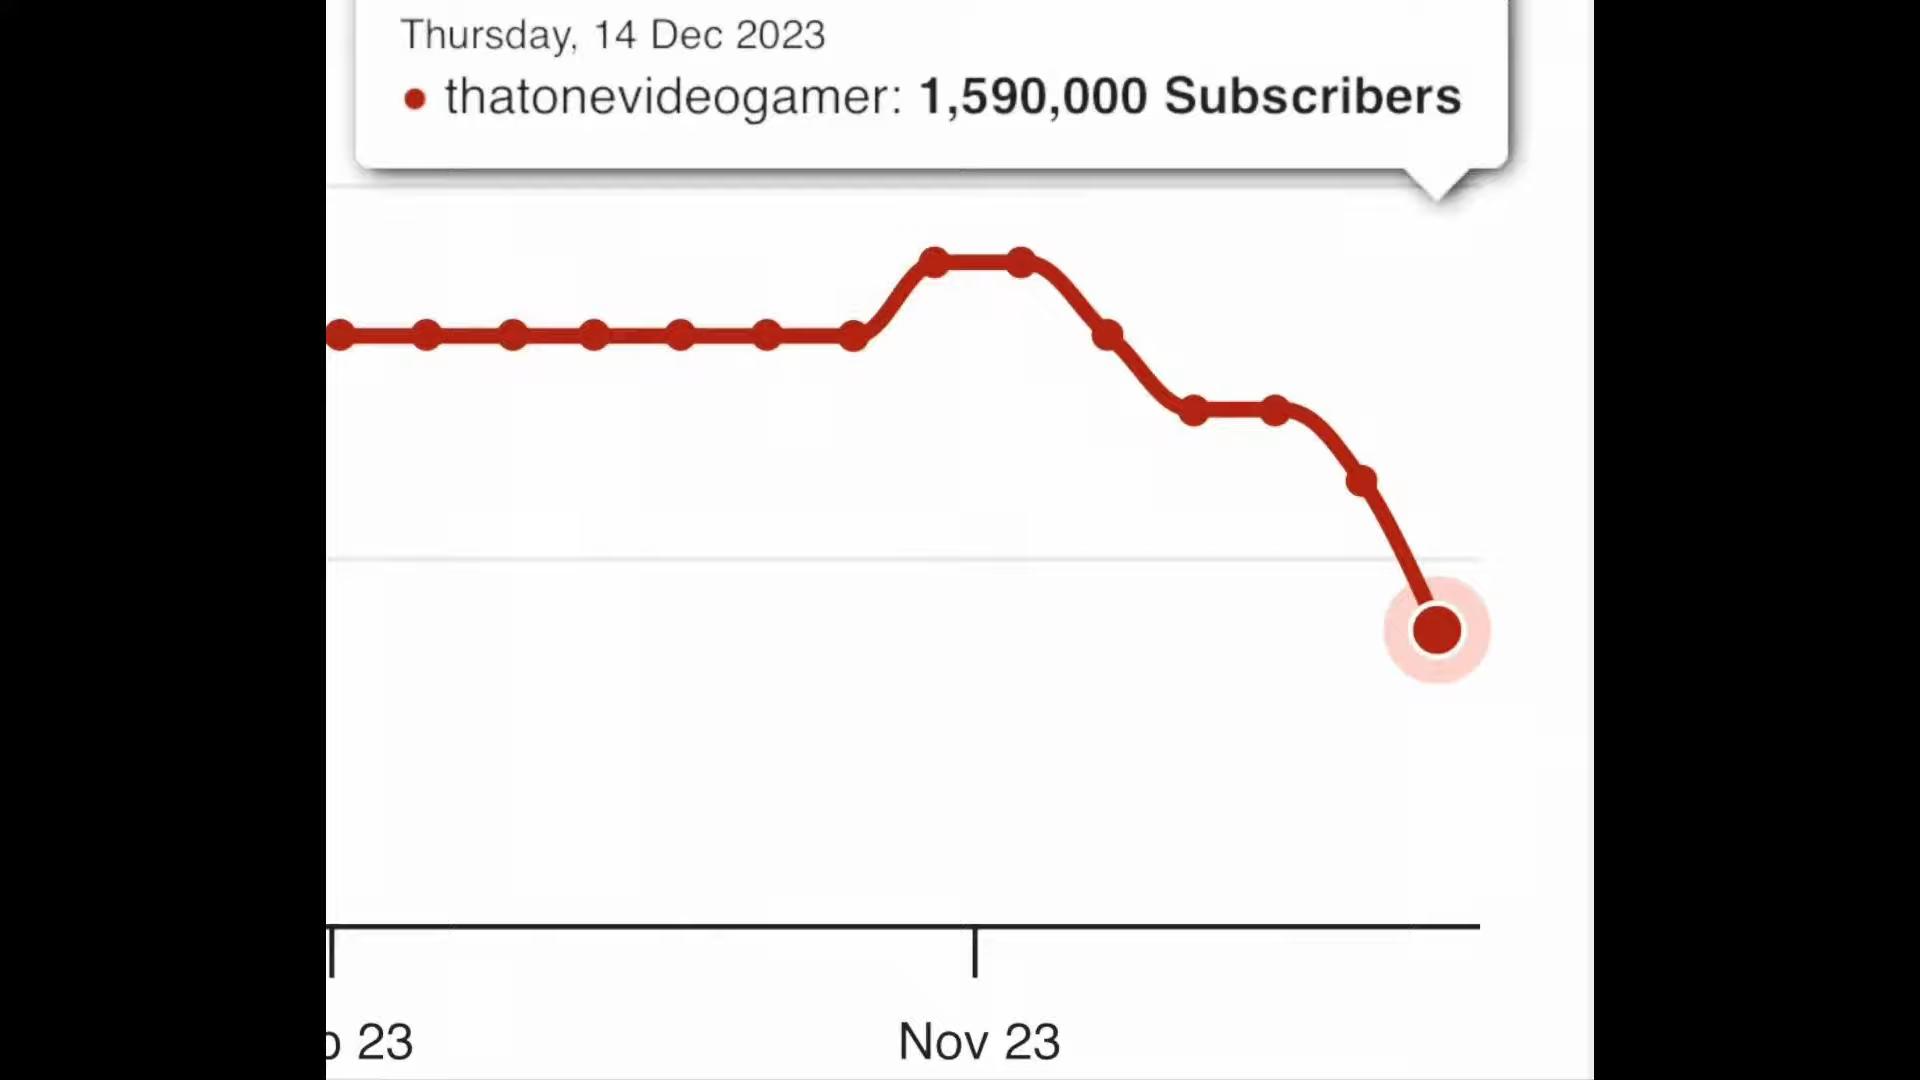 Thursday, 14 Dec 2023
thatonevideogamer: 1,590,000 Subscribers
23
Nov 23